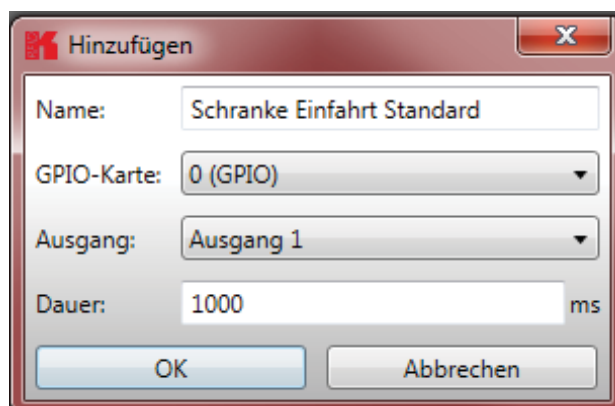 Hinzufügen
Name: Schranke Einfahrt Standard
GPIO-Karte: 0 (GPIO)
Ausgang: Ausgang 1
Dauer: 1000 ms
OK Abbrechen